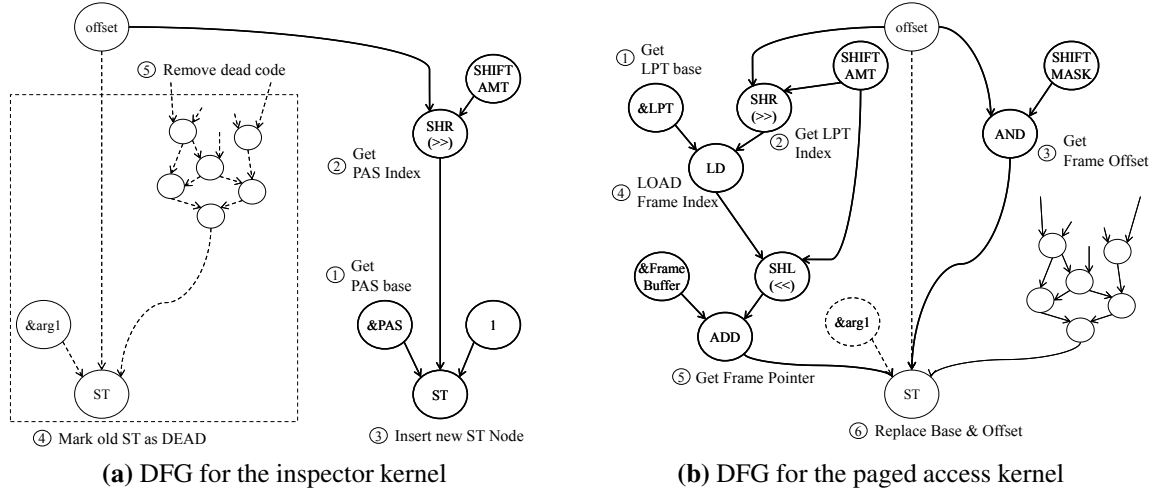 offset
⑤ Remove dead code
SHIFT
AMT
SHR
(>>)
② Get
PAS Index
① Get
PAS base
&arg1
&PAS
1
ST
ST
④ Mark old ST as DEAD
③ Insert new ST Node
(a) DFG for the inspector kernel
offset
① Get
LPT base
SHIFT
AMT
SHIFT
MASK
&LPT
SHR
(>>)
② Get LPT
Index
AND
③ Get
Frame Offset
LD
④ LOAD
Frame Index
&Frame
Buffer
SHL
(<<)
&arg1
ADD
⑤ Get Frame Pointer
ST
⑥ Replace Base & Offset
(b) DFG for the paged access kernel